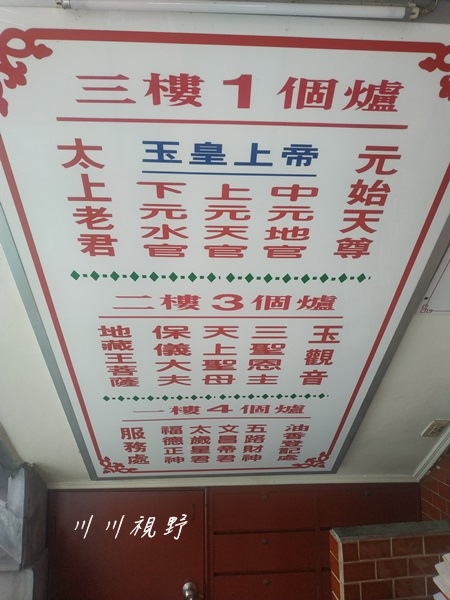 三樓1個爐
玉皇上帝
元始天尊
中元地官
上元天官
下元水官
太上老君
二樓3個爐
玉觀音
三聖恩主
天上聖母
保儀大夫
地藏王菩薩
一樓4個爐
油香登記處
五路財神
文昌帝君
太歲星君
福德正神
服務處
川川視野